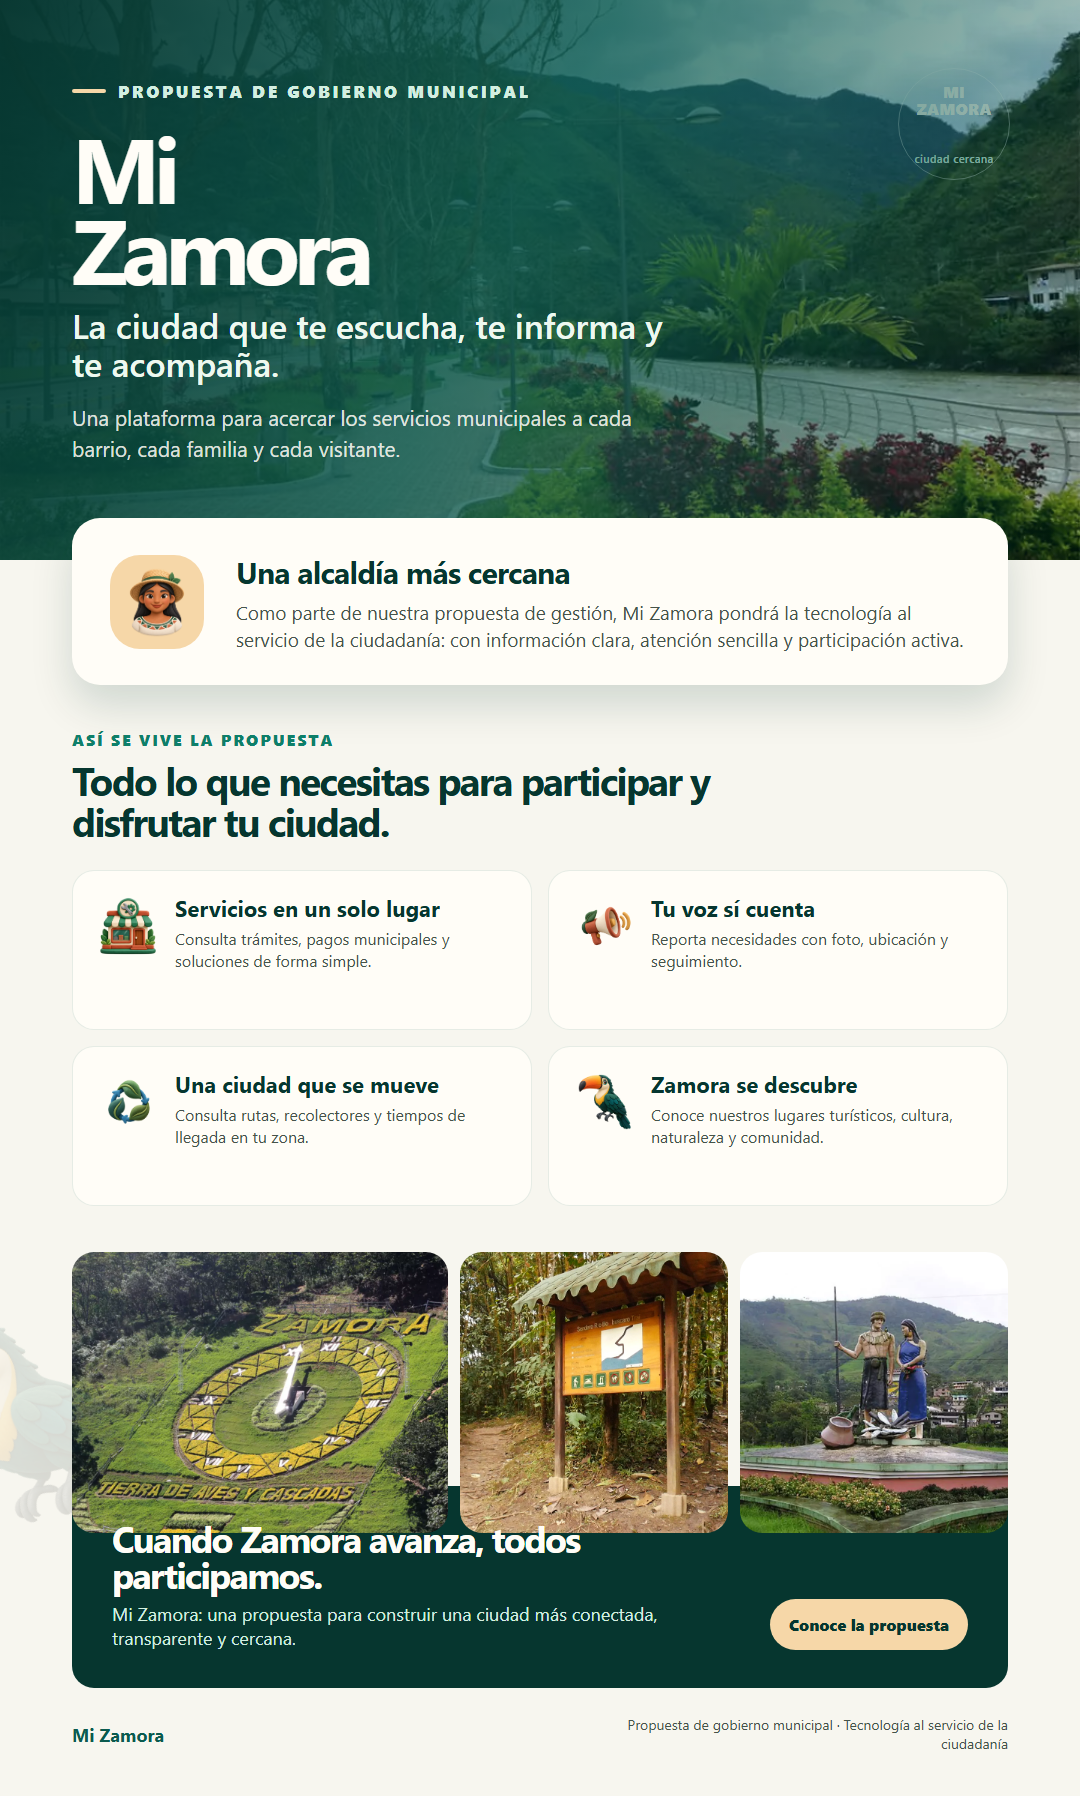 PROPUESTA DE GOBIERNO MUNICIPAL
MI
ZAMORA
ciudad cercana
Mi
Zamora
La ciudad que te escucha, te informa y
te acompaña.
Una plataforma para acercar los servicios municipales a cada
barrio, cada familia y cada visitante.
Una alcaldía más cercana
Como parte de nuestra propuesta de gestión, Mi Zamora pondrá la tecnología al
servicio de la ciudadanía: con información clara, atención sencilla y participación activa.
ASÍ SE VIVE LA PROPUESTA
Todo lo que necesitas para participar y
disfrutar tu ciudad.
Servicios en un solo lugar
Consulta trámites, pagos municipales y
soluciones de forma simple.
Tu voz sí cuenta
Reporta necesidades con foto, ubicación y
seguimiento.
Una ciudad que se mueve
Consulta rutas, recolectores y tiempos de
llegada en tu zona.
Zamora se descubre
Conoce nuestros lugares turísticos, cultura,
naturaleza y comunidad.
ZAMORA
TIERRA DE AVES Y CASCADAS
Cuando Zamora avanza, todos
participamos.
Mi Zamora: una propuesta para construir una ciudad más conectada,
transparente y cercana.
Conoce la propuesta
Mi Zamora
Propuesta de gobierno municipal · Tecnología al servicio de la
ciudadanía